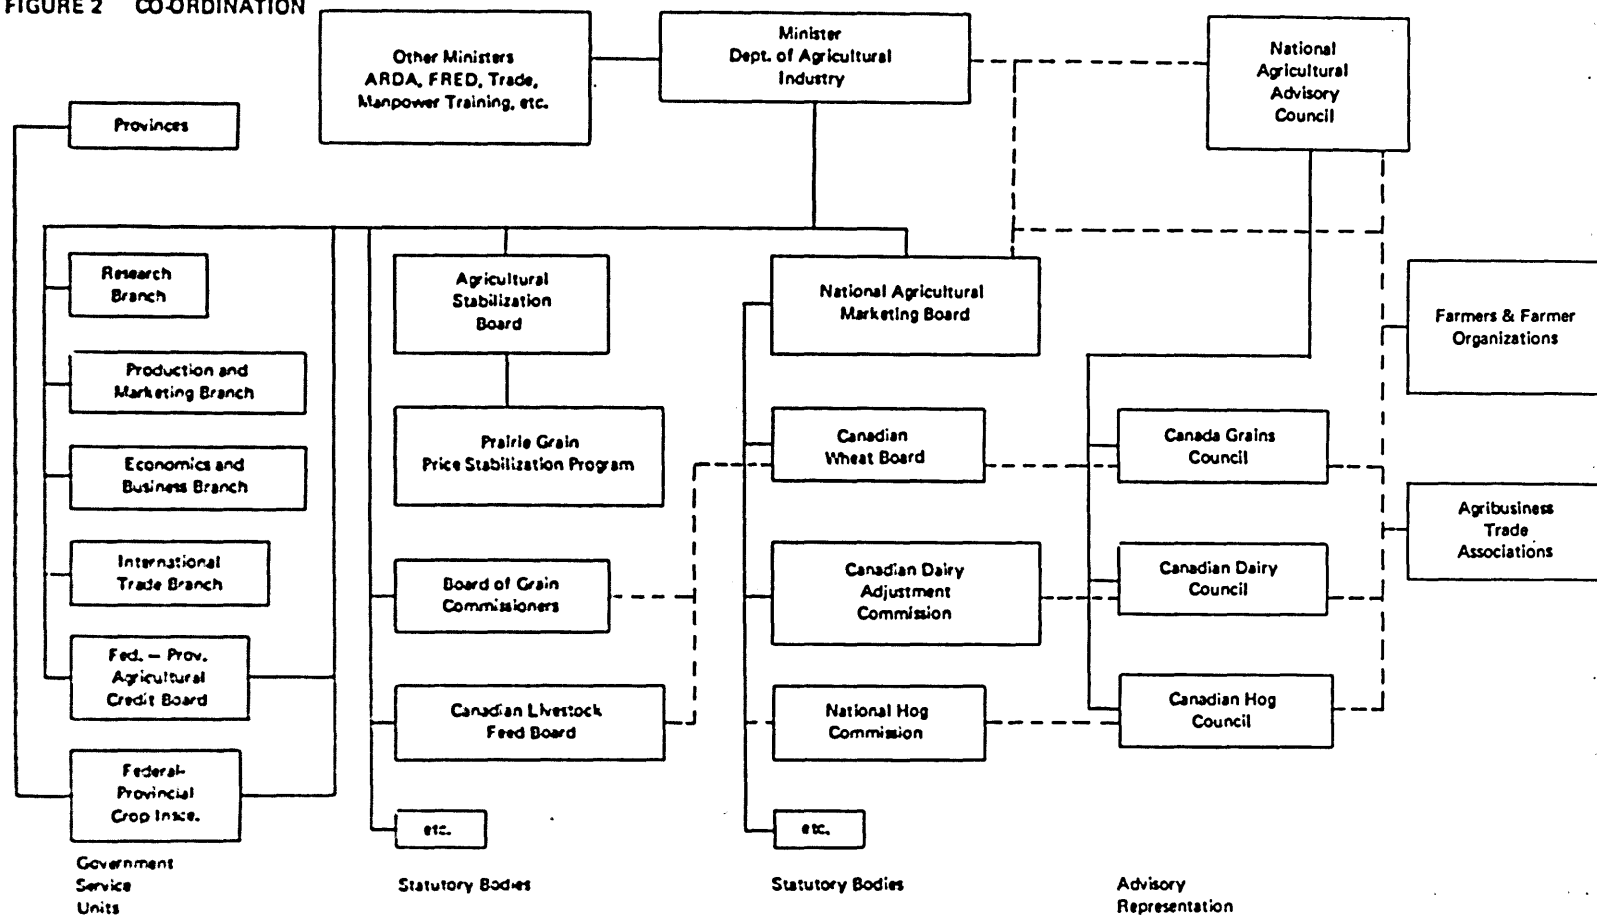 FIGURE 2 CO-ORDINATION
Other Ministers
ARDA, FRED, Trade,
Manpower Training, etc.
Minister
Dept. of Agricultural
Industry
National
Agricultural
Advisory
Council
Provinces
Research
Branch
Production and
Marketing Branch
Economics and
Business Branch
International
Trade Branch
Fed. – Prov.
Agricultural
Credit Board
Federal-
Provincial
Crop Insce.
Government
Service
Units
Agricultural
Stabilization
Board
Prairie Grain
Price Stabilization Program
Board of Grain
Commissioners
Canadian Livestock
Feed Board
etc.
Statutory Bodies
National Agricultural
Marketing Board
Canadian
Wheat Board
Canadian Dairy
Adjustment
Commission
National Hog
Commission
etc.
Statutory Bodies
Canada Grains
Council
Canadian Dairy
Council
Canadian Hog
Council
Advisory
Representation
Farmers & Farmer
Organizations
Agribusiness
Trade
Associations